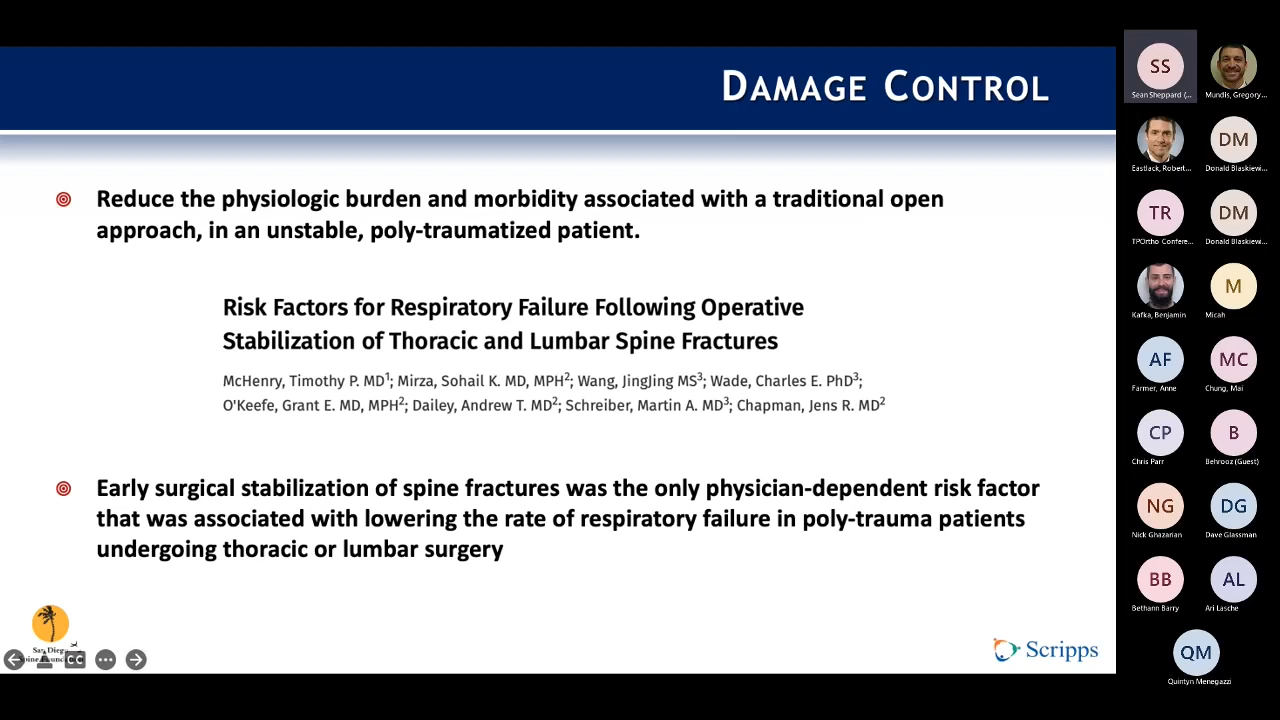 DAMAGE CONTROL
Reduce the physiologic burden and morbidity associated with a traditional open
approach, in an unstable, poly-traumatized patient.
Risk Factors for Respiratory Failure Following Operative
Stabilization of Thoracic and Lumbar Spine Fractures
McHenry, Timothy P. MD1; Mirza, Sohail K. MD, MPH2; Wang, JingJing MS3; Wade, Charles E. PhD3;
O'Keefe, Grant E. MD, MPH2; Dailey, Andrew T. MD2; Schreiber, Martin A. MD3; Chapman, Jens R. MD2
Early surgical stabilization of spine fractures was the only physician-dependent risk factor
that was associated with lowering the rate of respiratory failure in poly-trauma patients
undergoing thoracic or lumbar surgery
San Diego
Spine Foundation
CC
Scripps
SS
Sean Sheppard (...
Mundis, Gregory...
Eastlack, Robert...
DM
Donald Blaskiew...
TR
TPOrtho Confere...
DM
Donald Blaskiew...
Kafka, Benjamin
M
Micah
AF
Farmer, Anne
MC
Chung, Mai
CP
Chris Parr
B
Behrooz (Guest)
NG
Nick Ghazarian
DG
Dave Glassman
BB
Bethann Barry
AL
Ari Lasche
QM
Quintyn Menegazzi